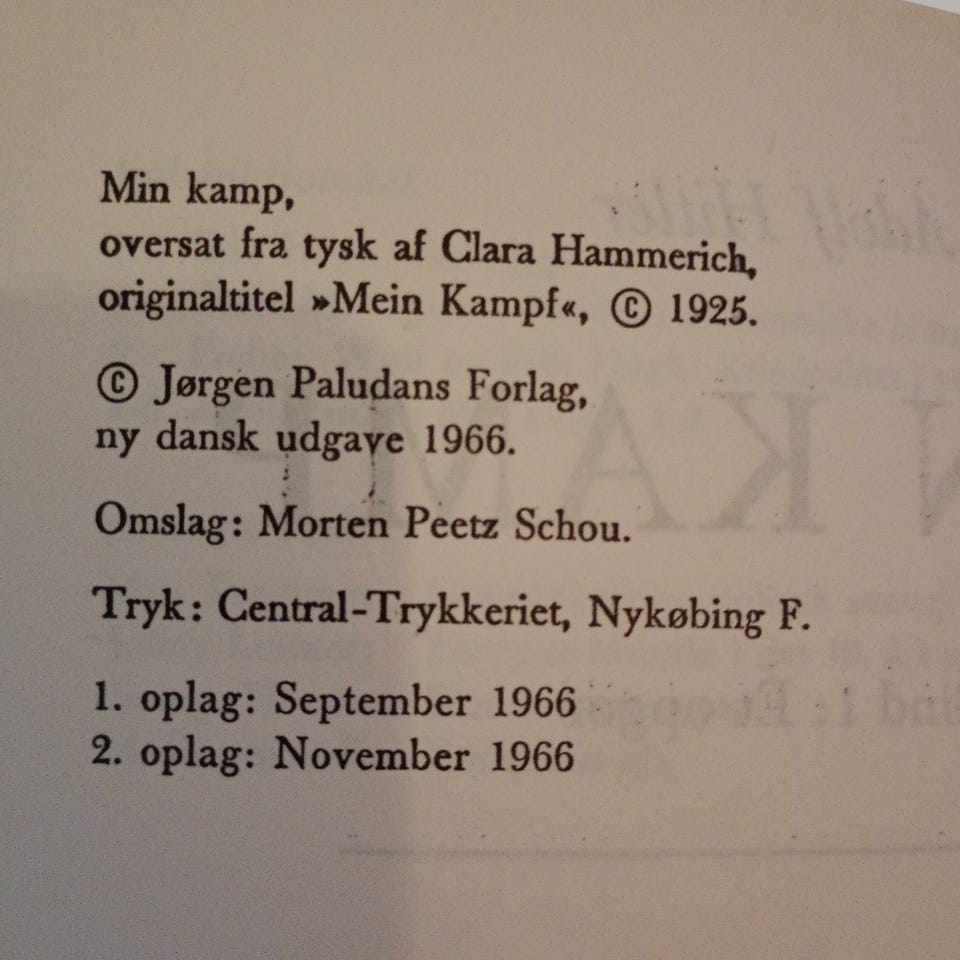 Min kamp,
oversat fra tysk af Clara Hammerich,
originaltitel »Mein Kampf«, © 1925.
© Jørgen Paludans Forlag,
ny dansk udgave 1966.
Omslag: Morten Peetz Schou.
Tryk: Central-Trykkeriet, Nykøbing F.
1. oplag: September 1966
2. oplag: November 1966